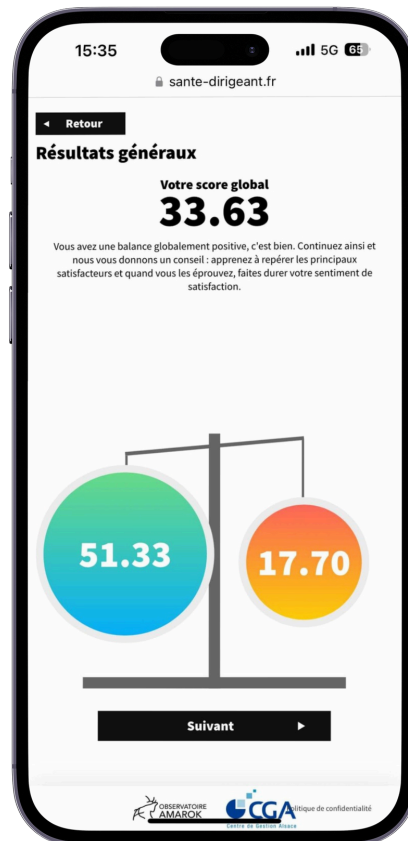 15:35
5G 65
sante-dirigeant.fr
Retour
Résultats généraux
Votre score global
33.63
Vous avez une balance globalement positive, c'est bien. Continuez ainsi et
nous vous donnons un conseil : apprenez à repérer les principaux
satisfacteurs et quand vous les éprouvez, faites durer votre sentiment de
satisfaction.
51.33
17.70
Suivant
OBSERVATOIRE
AMAROK
CGA
Centre de Gestion Alsace
politique de confidentialité